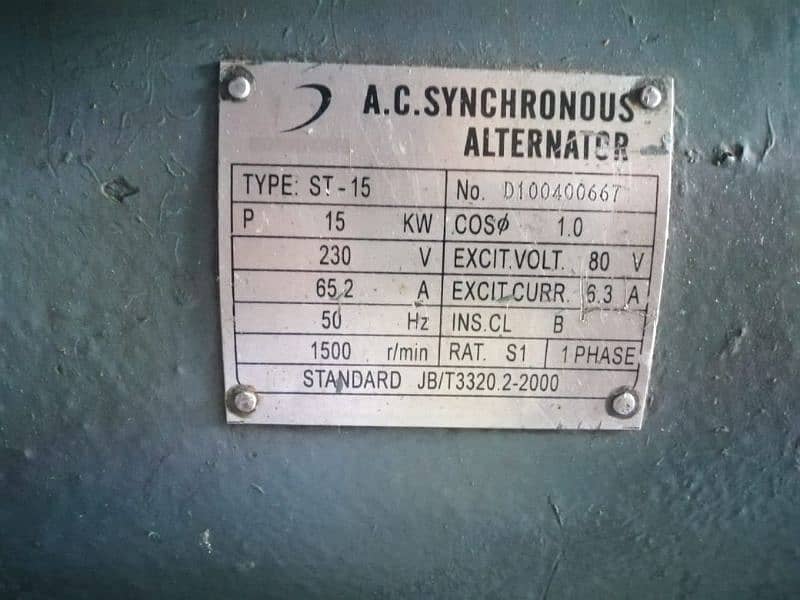 A.C.SYNCHRONOUS
ALTERNATOR
TYPE: ST-15 No. D100400667
P 15 KW COSφ 1.0
230 V EXCIT.VOLT. 80 V
65.2 A EXCIT.CURR. 6.3 A
50 Hz INS.CL B
1500 r/min RAT. S1 1 PHASE
STANDARD JB/T3320.2-2000